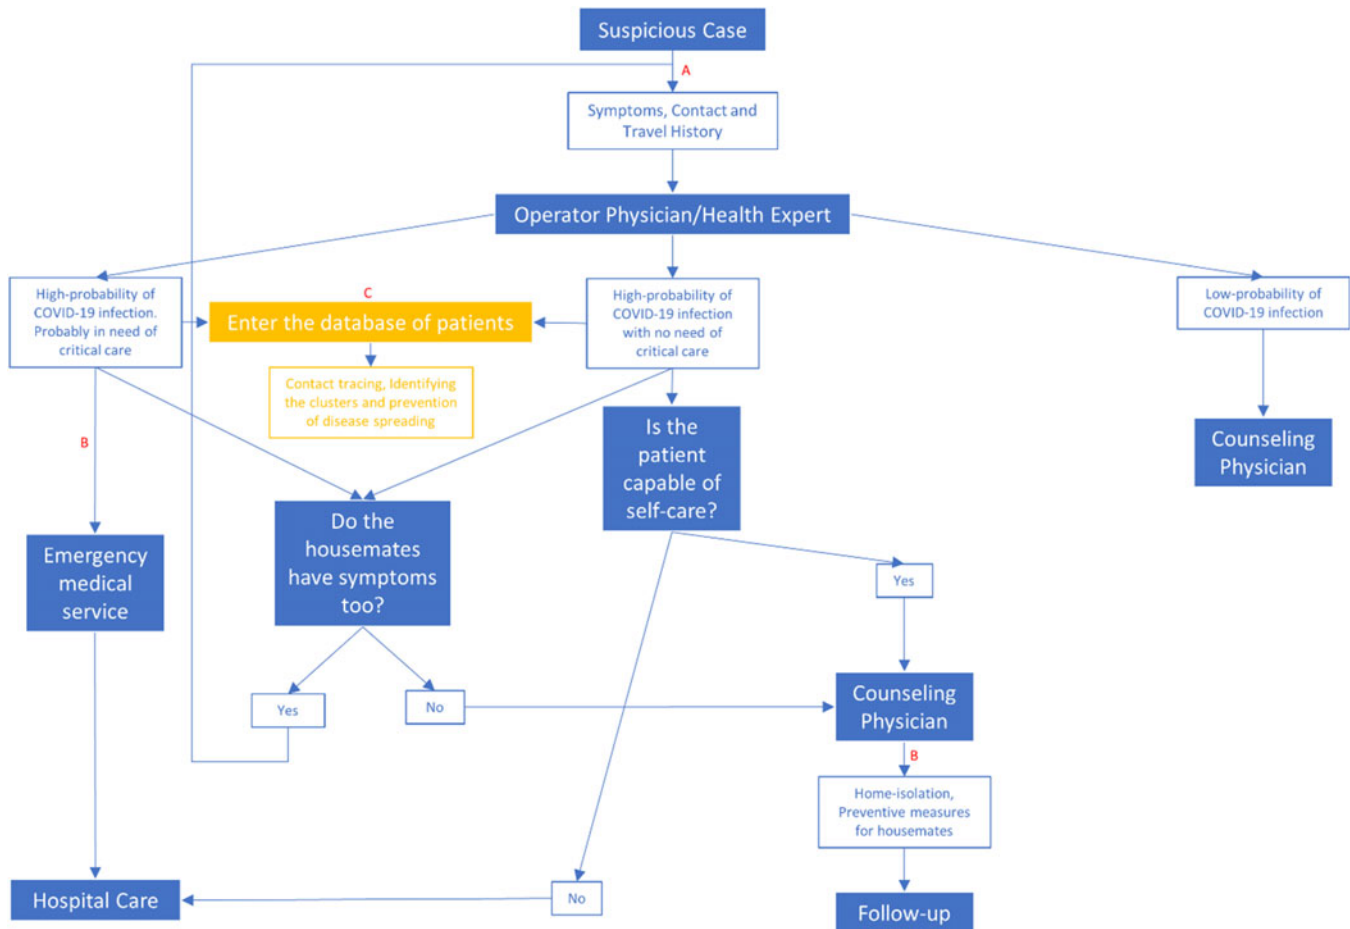 Suspicious Case
A
Symptoms, Contact and
Travel History
Operator Physician/Health Expert
High-probability of
COVID-19 infection.
Probably in need of
critical care
C
Enter the database of patients
High-probability of
COVID-19 infection
with no need of
critical care
Low-probability of
COVID-19 infection
Contact tracing, Identifying
the clusters and prevention
of disease spreading
B
Is the
patient
capable of
self-care?
Counseling
Physician
Do the
housemates
have symptoms
too?
Emergency
medical
service
Yes
Yes
No
Counseling
Physician
B
Home-isolation,
Preventive measures
for housemates
Hospital Care
No
Follow-up